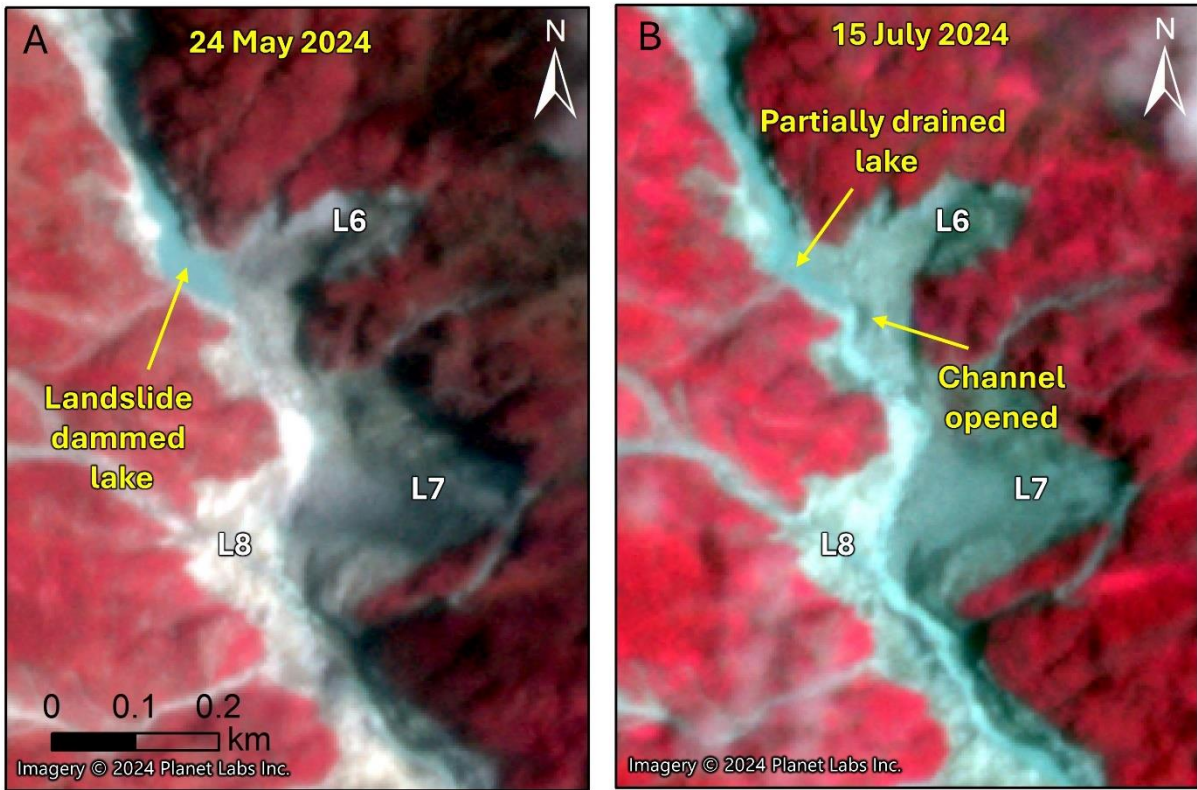 A
24 May 2024
N
L6
Landslide
dammed
lake
L7
L8
0 0.1 0.2
km
Imagery © 2024 Planet Labs Inc.
B
15 July 2024
N
Partially drained
lake
L6
Channel
opened
L7
L8
Imagery © 2024 Planet Labs Inc.